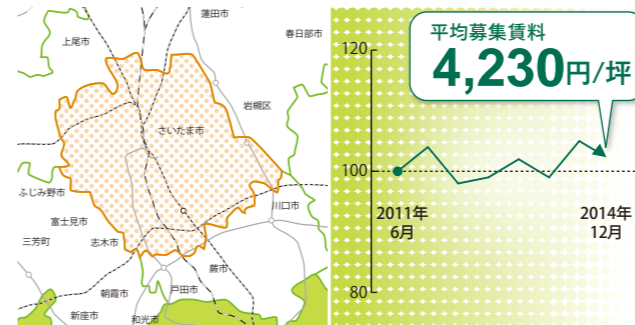 蓮田市
上尾市
春日部市
岩槻区
さいたま市
ふじみ野市
川口市
富士見市
三芳町
志木市
蕨市
戸田市
朝霞市
新座市
和光市
平均募集賃料
4,230円/坪
120
100
80
2011年
6月
2014年
12月